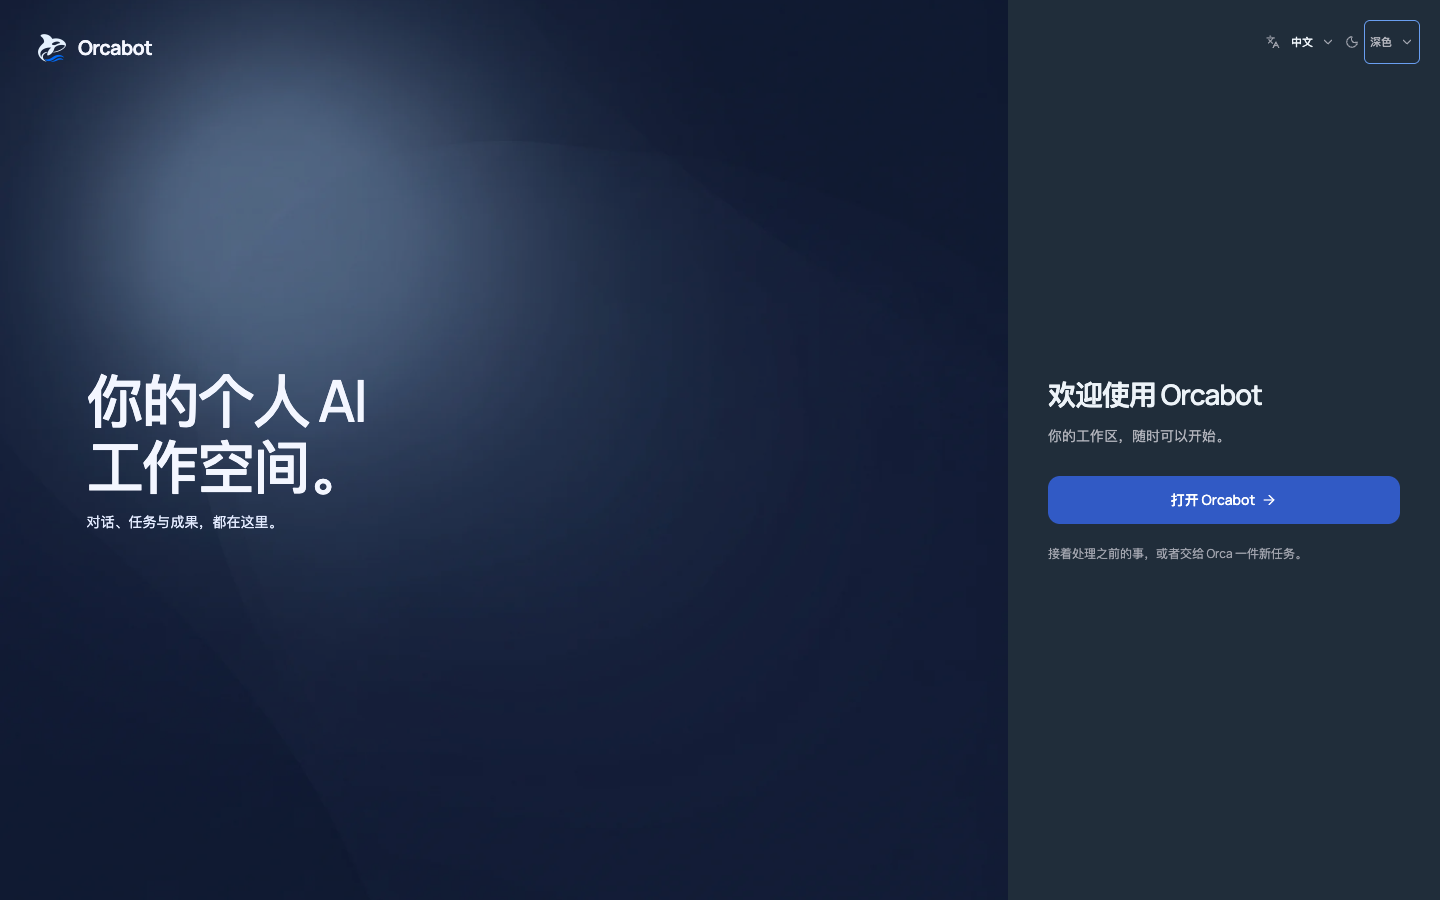 Orcabot
中文
深色
你的个人 AI
工作空间。
对话、任务与成果，都在这里。
欢迎使用 Orcabot
你的工作区，随时可以开始。
打开 Orcabot
接着处理之前的事，或者交给 Orca 一件新任务。